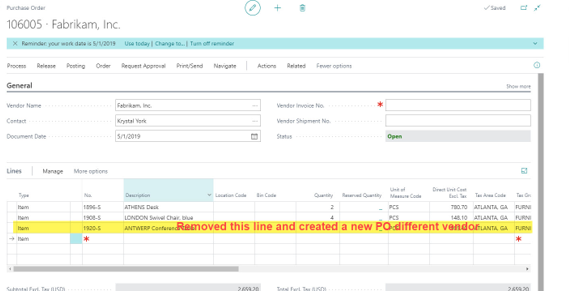 Purchase Order
✓ Saved
106005 · Fabrikam, Inc.
Reminder: your work date is 5/1/2019 Use today | Change to... | Turn off reminder
Process Release Posting Order Request Approval Print/Send Navigate Actions Related Fewer options
General
Show more
Vendor Name Fabrikam, Inc. Vendor Invoice No. *
Contact Krystal York Vendor Shipment No.
Document Date 5/1/2019 Status Open
Lines Manage More options
Type No. Description Location Code Bin Code Quantity Reserved Quantity Unit of Measure Code Direct Unit Cost Excl. Tax Tax Area Code Tax Gr
Item 1896-S ATHENS Desk 2 _ PCS 780.70 ATLANTA, GA FURNI
Item 1908-S LONDON Swivel Chair, blue 4 _ PCS 148.10 ATLANTA, GA FURNI
Item 1920-S ANTWERP Conference PCS ATLANTA, GA FURNI
Removed this line and created a new PO different vendor
Item * *
Subtotal Excl. Tax (USD) 2,659.20 Total Excl. Tax (USD) 2,659.20